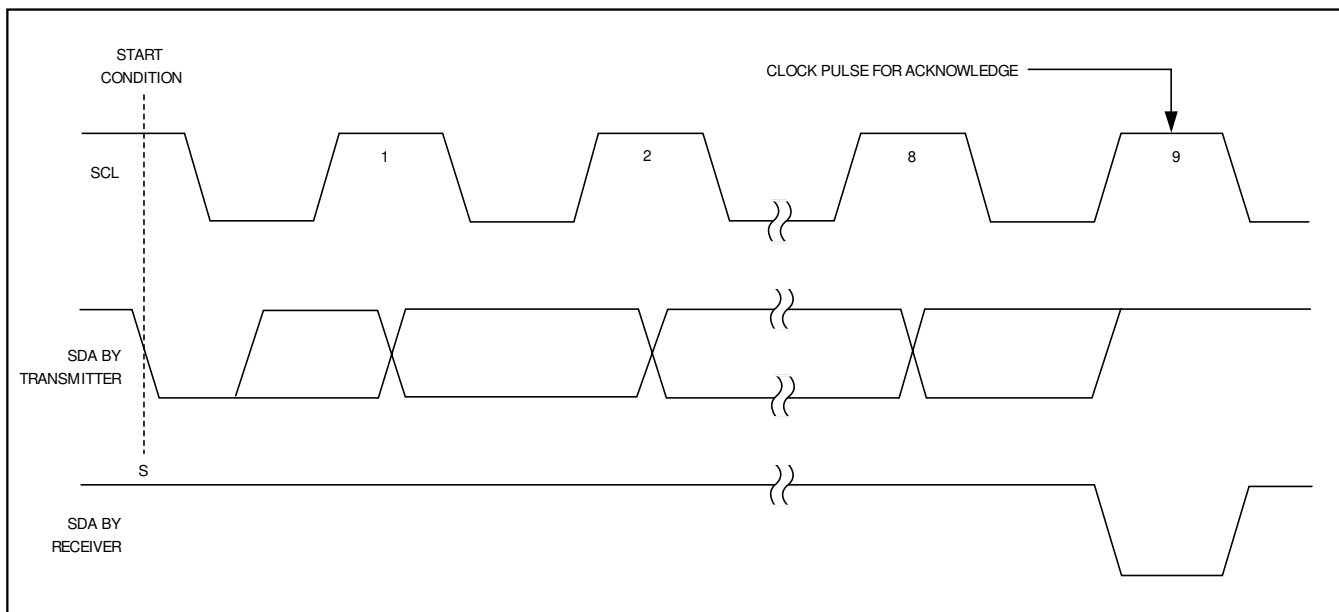 START
CONDITION
CLOCK PULSE FOR ACKNOWLEDGE
SCL
1
2
8
9
SDA BY
TRANSMITTER
S
SDA BY
RECEIVER